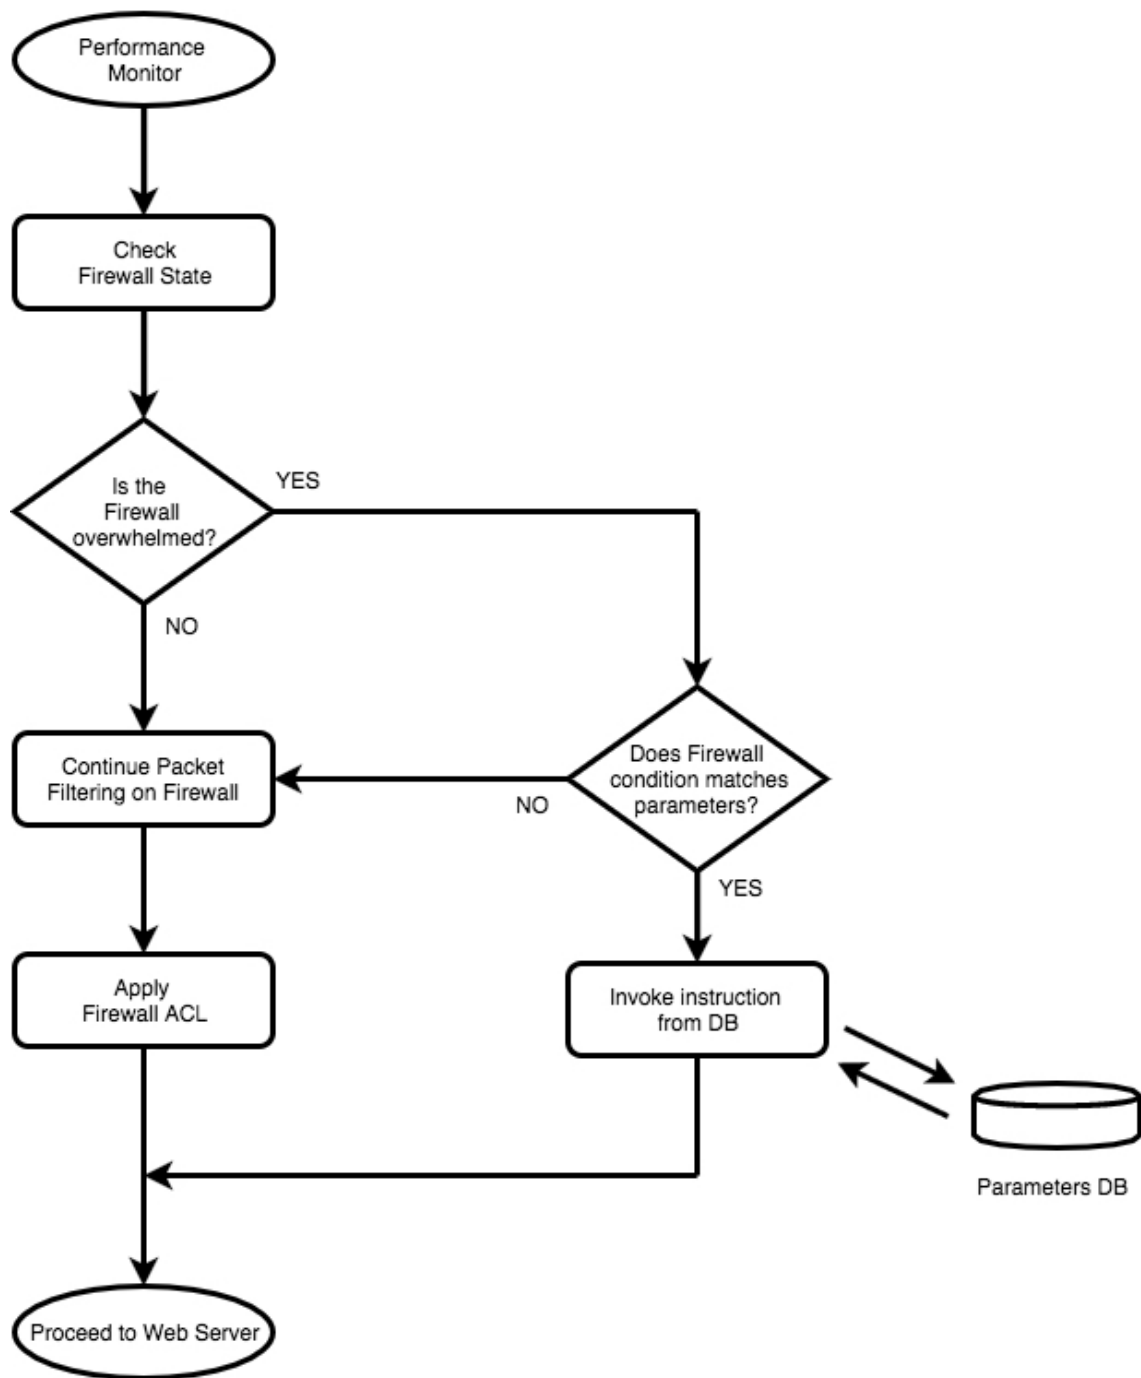 Performance
Monitor
Check
Firewall State
Is the
Firewall
overwhelmed?
YES
NO
Continue Packet
Filtering on Firewall
Does Firewall
condition matches
parameters?
NO
YES
Apply
Firewall ACL
Invoke instruction
from DB
Parameters DB
Proceed to Web Server